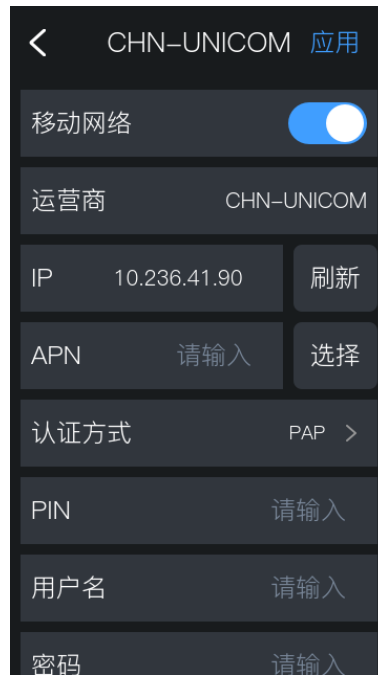 CHN-UNICOM 应用
移动网络
运营商 CHN-UNICOM
IP 10.236.41.90 刷新
APN 请输入 选择
认证方式 PAP >
PIN 请输入
用户名 请输入
密码 请输入